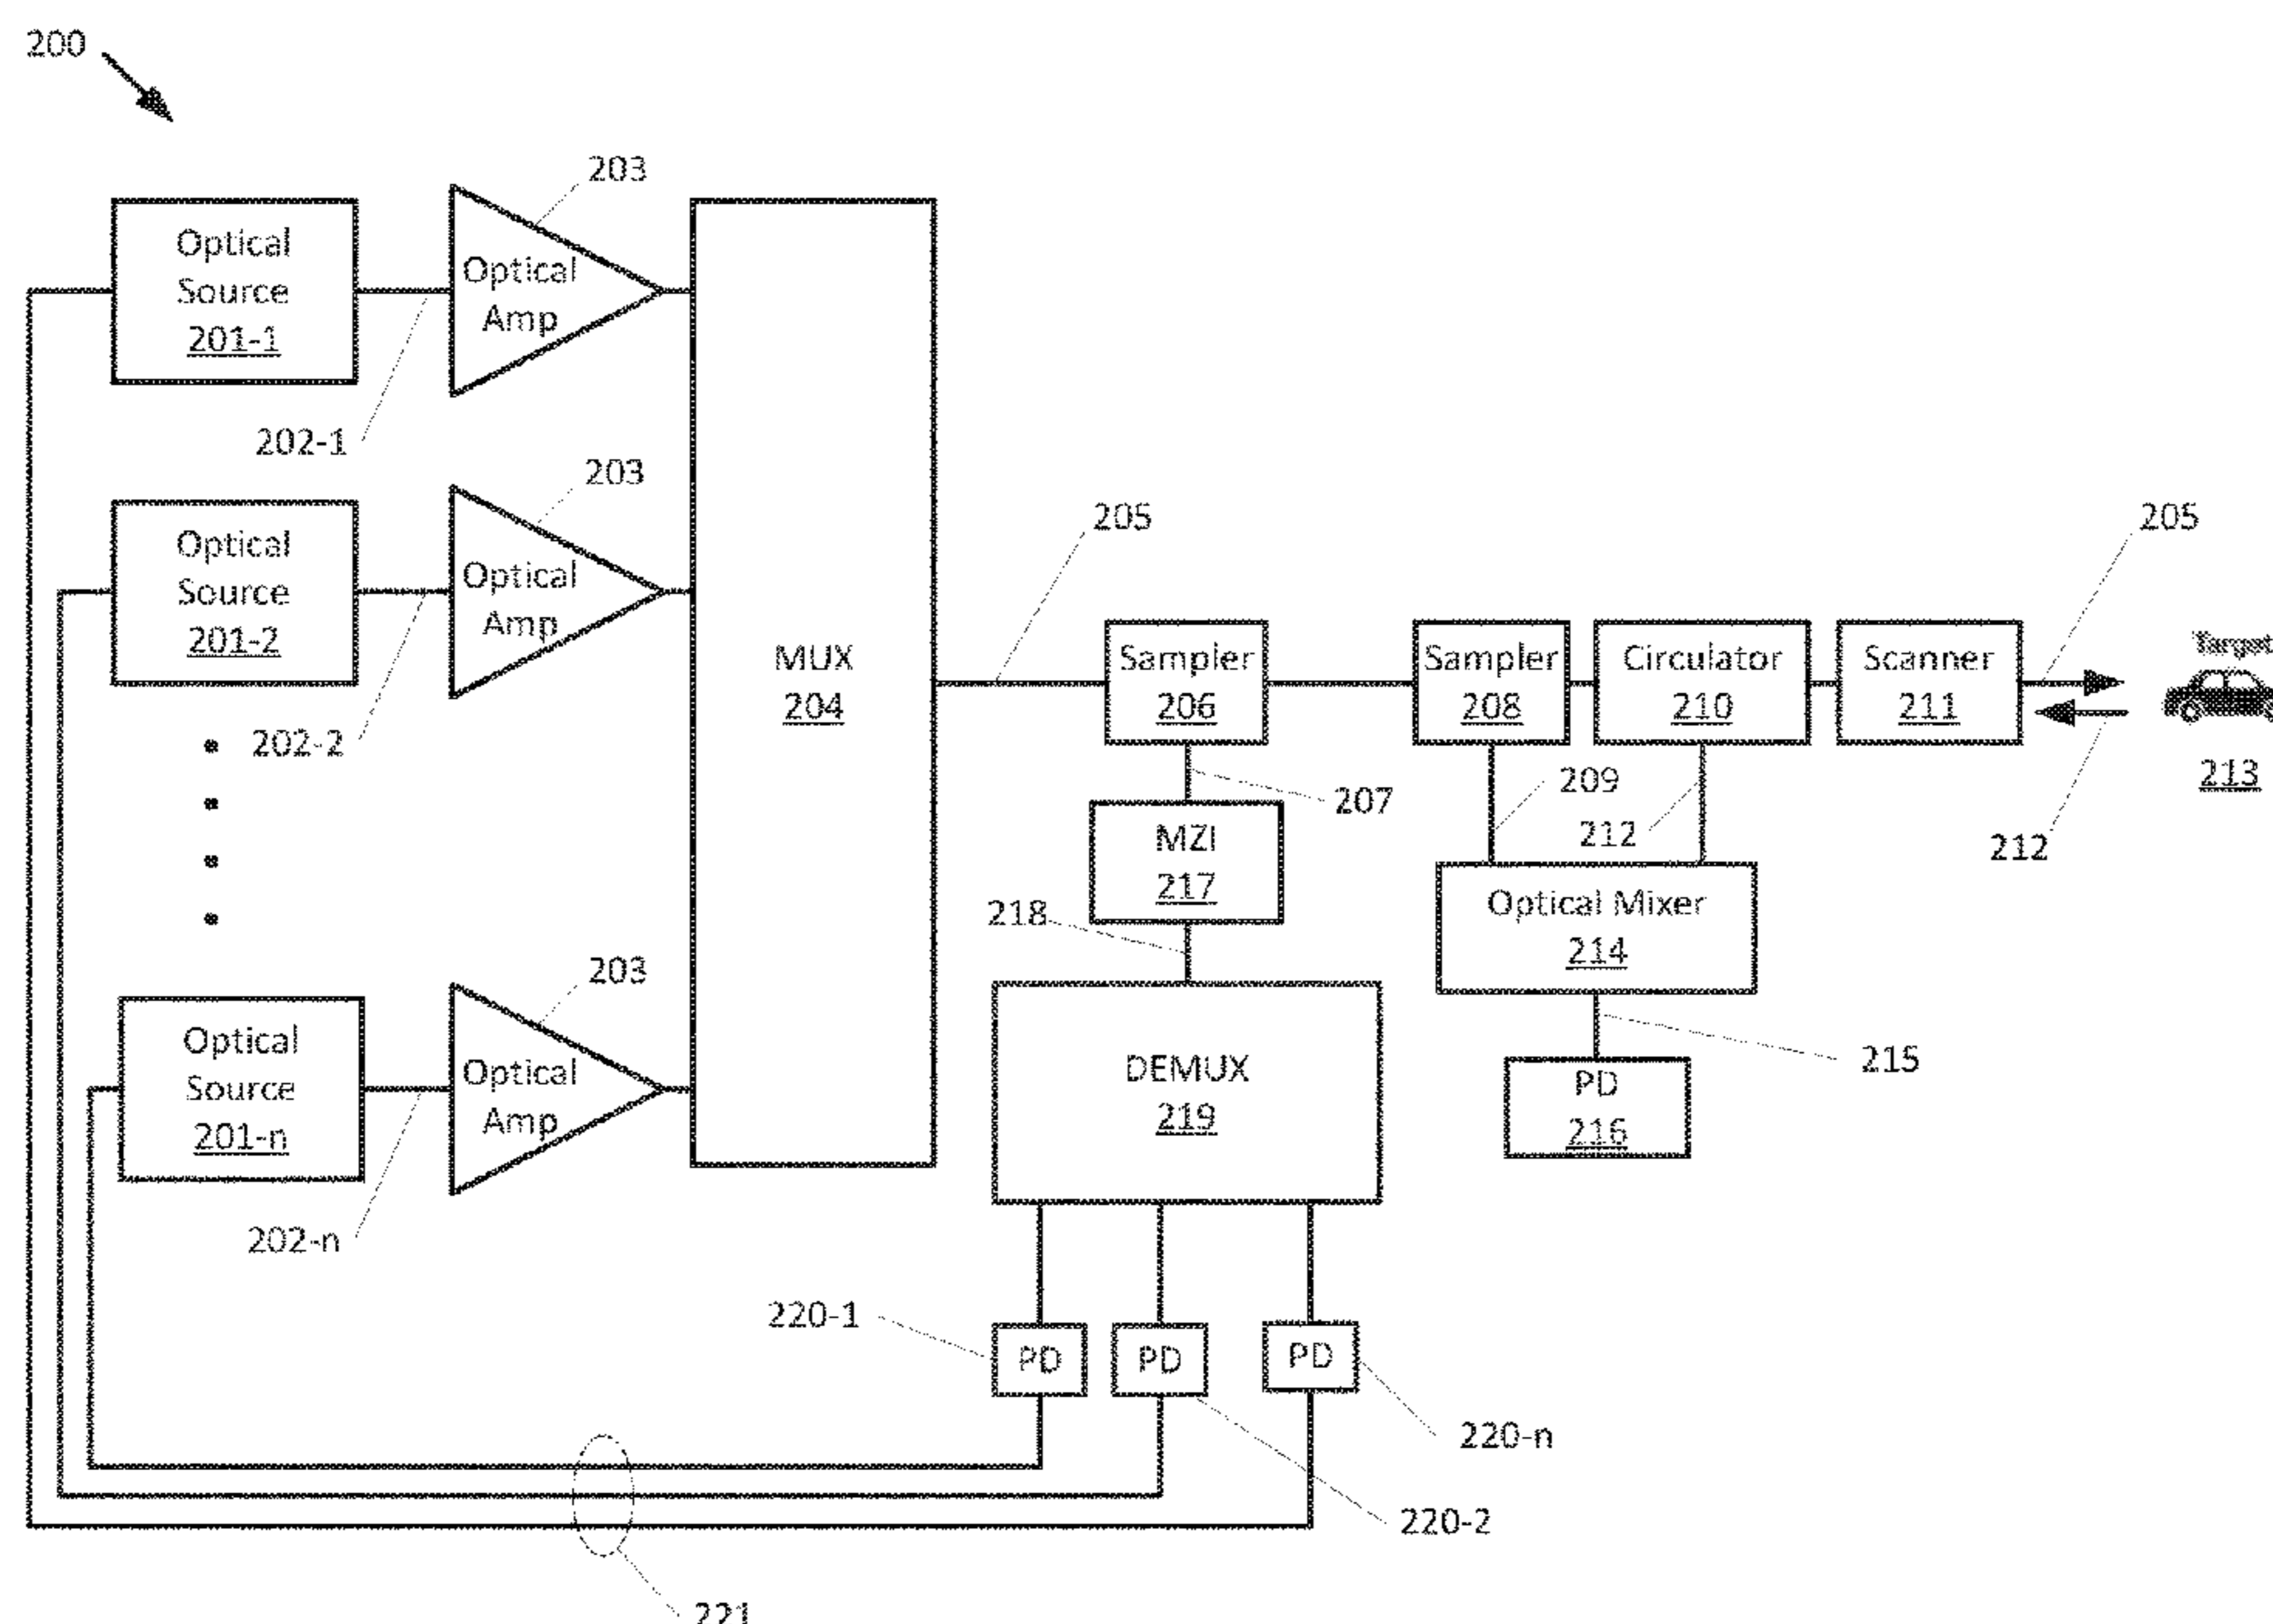 200
203
Optical
Source
201-1
Optical
Amp
202-1
203
Optical
Source
201-2
Optical
Amp
202-2
203
Optical
Source
201-n
Optical
Amp
202-n
MUX
204
205
Sampler
206
Sampler
208
Circulator
210
Scanner
211
205
Target
213
212
207
209
212
MZI
217
218
Optical Mixer
214
215
DEMUX
219
PD
216
220-1
PD
PD
PD
220-n
220-2
221